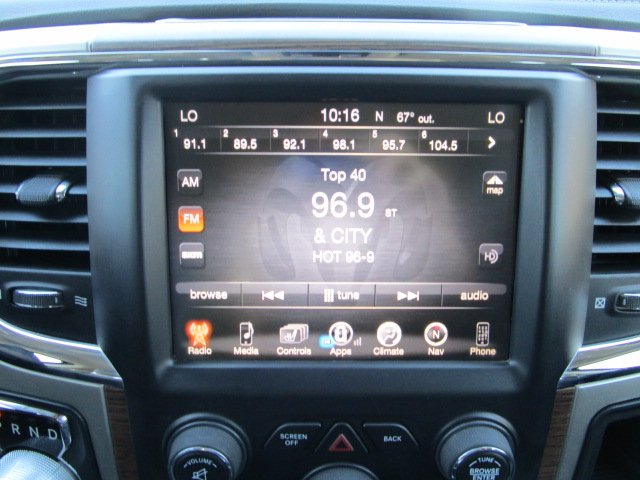 LO 10:16 N 67° out. LO
1 2 3 4 5 6
91.1 89.5 92.1 98.1 95.7 104.5 >
AM Top 40 map
FM 96.9 ST
& CITY
SXM HOT 96-9 HD
browse tune audio
Radio Media Controls Apps Climate Nav Phone
P R N D
SCREEN OFF BACK
VOLUME TUNE
BROWSE
ENTER